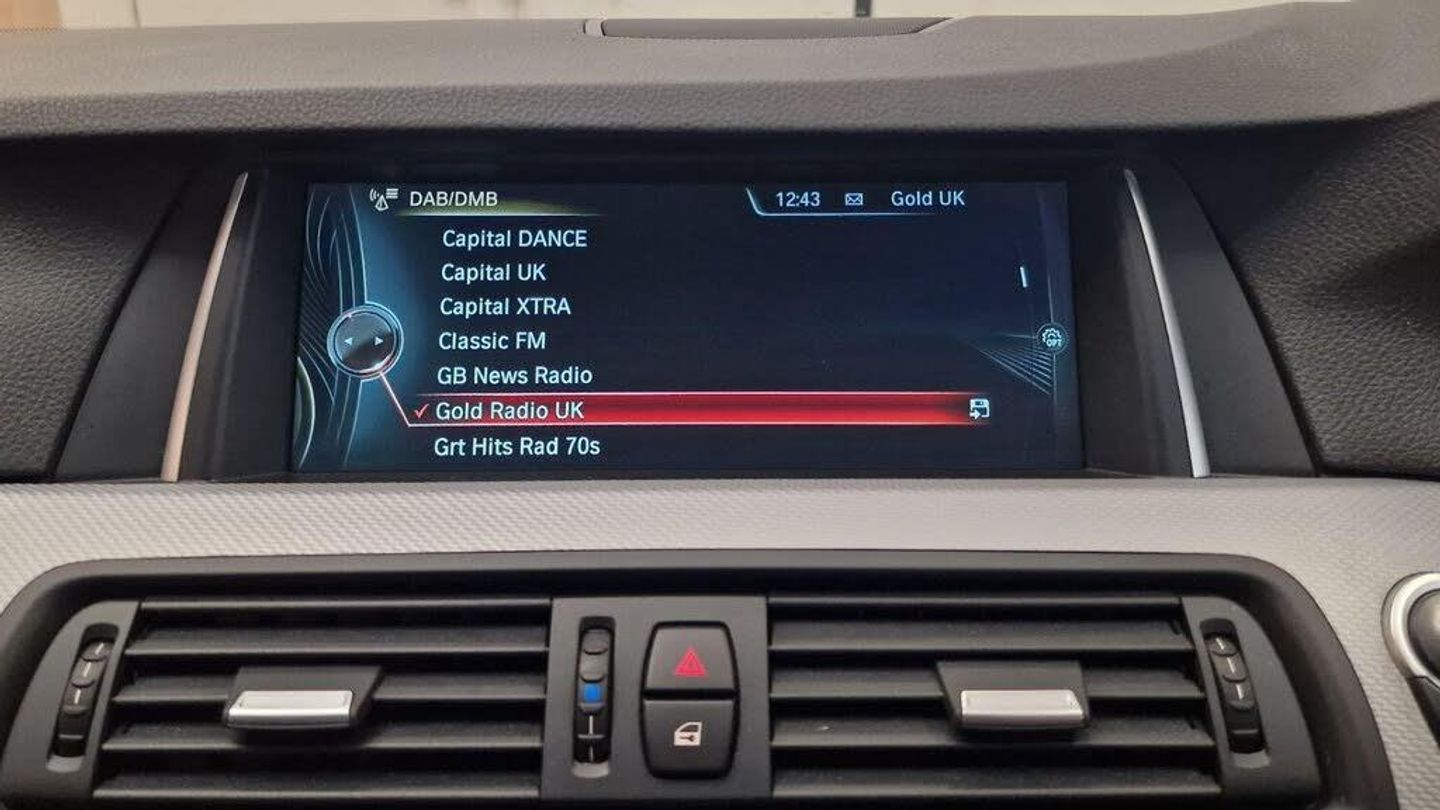 DAB/DMB 12:43 Gold UK
Capital DANCE
Capital UK
Capital XTRA
Classic FM
OPT
GB News Radio
Gold Radio UK
Grt Hits Rad 70s